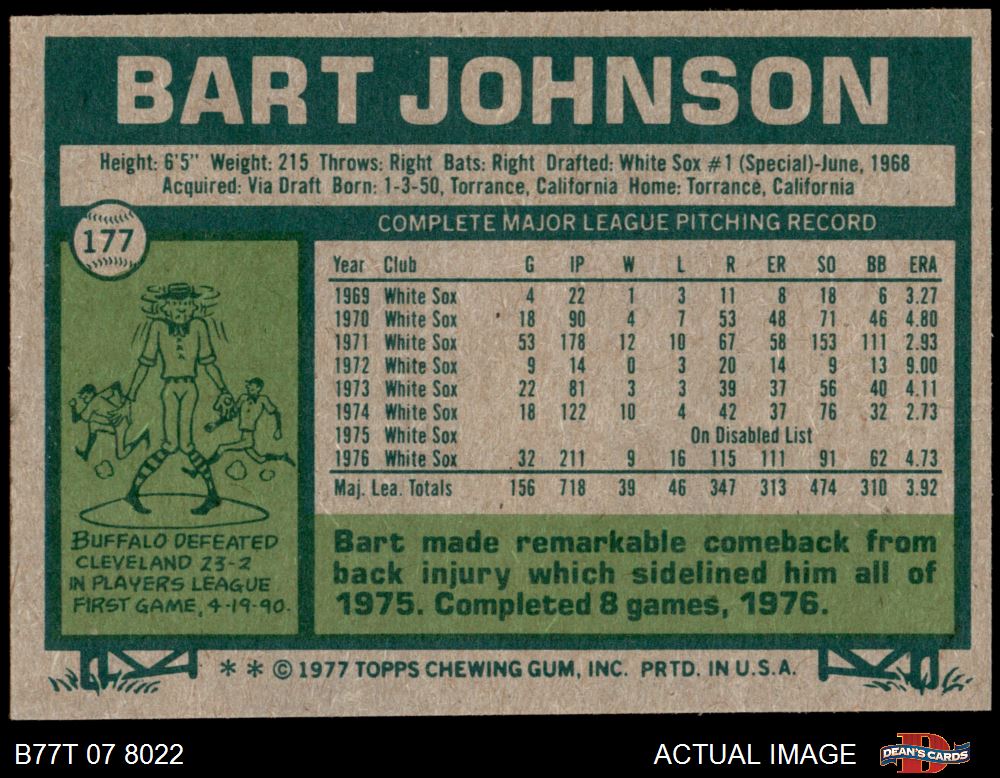 BART JOHNSON
Height: 6'5" Weight: 215 Throws: Right Bats: Right Drafted: White Sox #1 (Special)-June, 1968
Acquired: Via Draft Born: 1-3-50, Torrance, California Home: Torrance, California
177
COMPLETE MAJOR LEAGUE PITCHING RECORD
Year Club G IP W L R ER SO BB ERA
1969 White Sox 4 22 1 3 11 8 18 6 3.27
1970 White Sox 18 90 4 7 53 48 71 46 4.80
1971 White Sox 53 178 12 10 67 58 153 111 2.93
1972 White Sox 9 14 0 3 20 14 9 13 9.00
1973 White Sox 22 81 3 3 39 37 56 40 4.11
1974 White Sox 18 122 10 4 42 37 76 32 2.73
1975 White Sox On Disabled List
1976 White Sox 32 211 9 16 115 111 91 62 4.73
Maj. Lea. Totals 156 718 39 46 347 313 474 310 3.92
BUFFALO DEFEATED
CLEVELAND 23-2
IN PLAYERS LEAGUE
FIRST GAME, 4-19-90.
Bart made remarkable comeback from
back injury which sidelined him all of
1975. Completed 8 games, 1976.
* * © 1977 TOPPS CHEWING GUM, INC. PRTD. IN U.S.A.
B77T 07 8022
ACTUAL IMAGE
D
DEAN'S CARDS